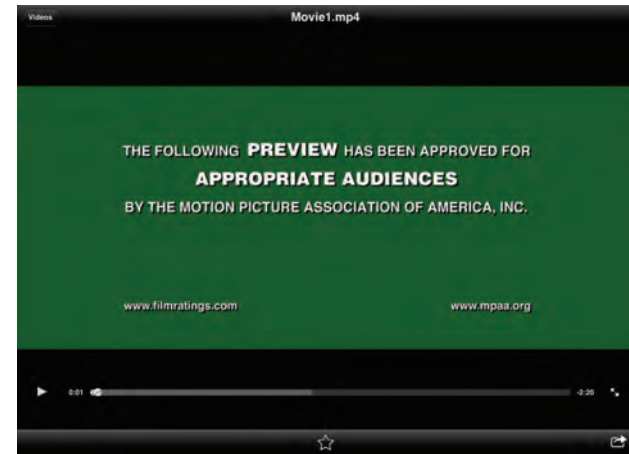 Videos
Movie1.mp4
THE FOLLOWING PREVIEW HAS BEEN APPROVED FOR
APPROPRIATE AUDIENCES
BY THE MOTION PICTURE ASSOCIATION OF AMERICA, INC.
www.filmratings.com www.mpaa.org
0:01 -2:26